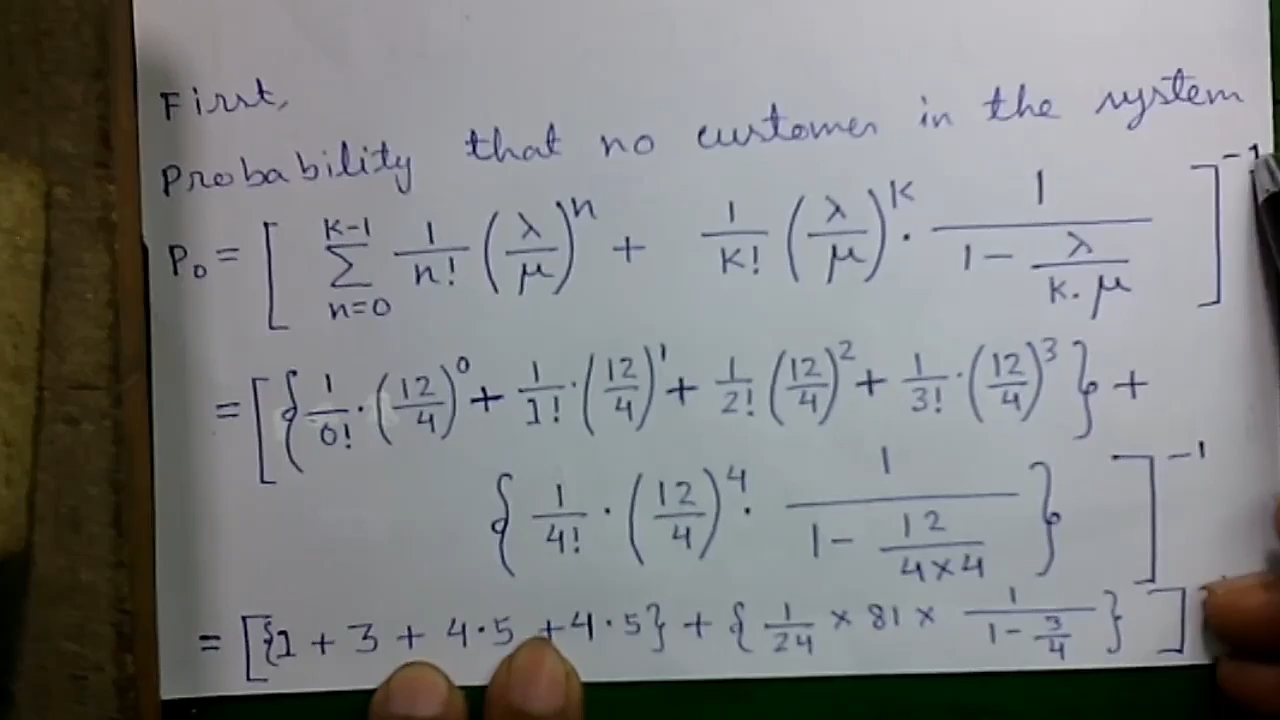 First,
Probability that no customer in the system
P₀ = [ ∑_{n=0}^{K-1} 1/n! (λ/μ)^n + 1/K! (λ/μ)^K · 1/(1 - λ/(K.μ)) ]^{-1}
= [ { 1/0! · (12/4)^0 + 1/1! · (12/4)^1 + 1/2! (12/4)^2 + 1/3! · (12/4)^3 } +
{ 1/4! · (12/4)^4 · 1/(1 - 12/(4×4)) } ]^{-1}
= [ {1 + 3 + 4·5 + 4·5} + { 1/24 × 81 × 1/(1 - 3/4) } ]